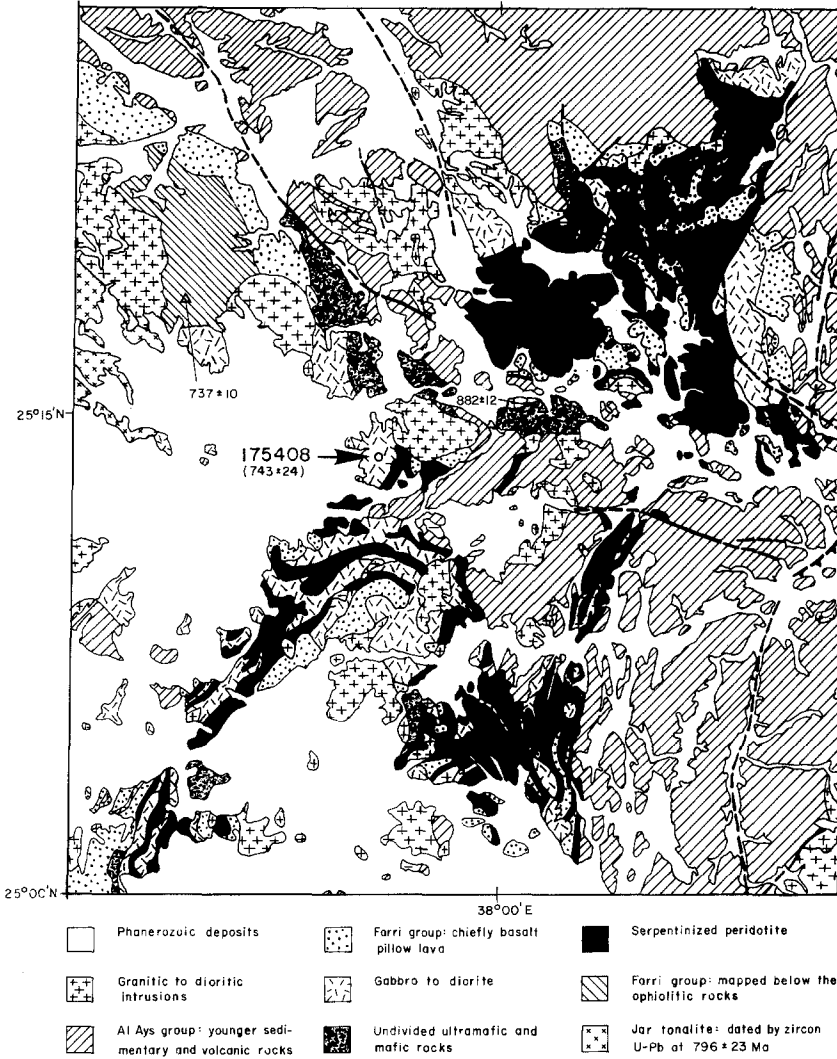 737±10
25°15'
882±12
175408
(743±24)
25°00'N
38°00'E
Phanerozoic deposits
Farri group: chiefly basalt
pillow lava
Serpentinized peridotite
Granitic to dioritic
intrusions
Gabbro to diorite
Farri group: mapped below the
ophiolitic rocks
Al Ays group: younger sedi-
mentary and volcanic rocks
Undivided ultramafic and
mafic rocks
Jar tonalite: dated by zircon
U-Pb at 796±23 Ma